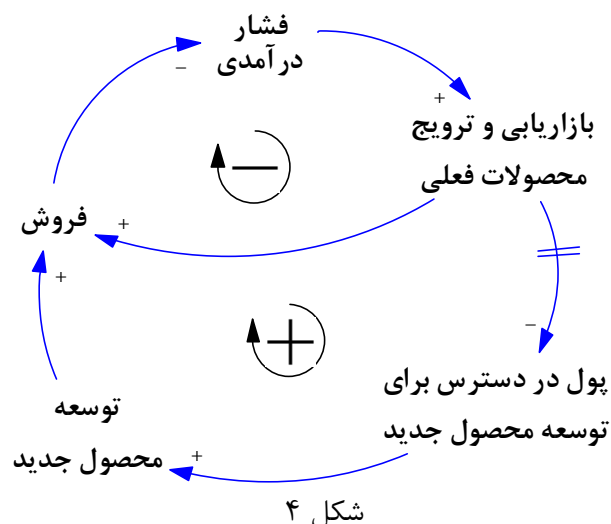 فشار
درآمدی
–
+
بازاریابی و ترویج
محصولات فعلی
–
فروش
+
+
+
–
پول در دسترس برای
توسعه محصول جدید
توسعه
محصول جدید
+
شکل ۴